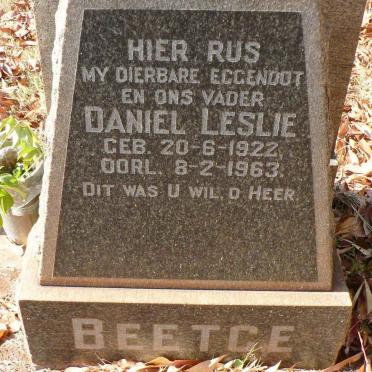 HIER RUS
MY DIERBARE EGGENOOT
EN ONS VADER
DANIEL LESLIE
GEB. 20-6-1922.
OORL. 8-2-1963.
DIT WAS U WIL, O HEER.
BEETGE